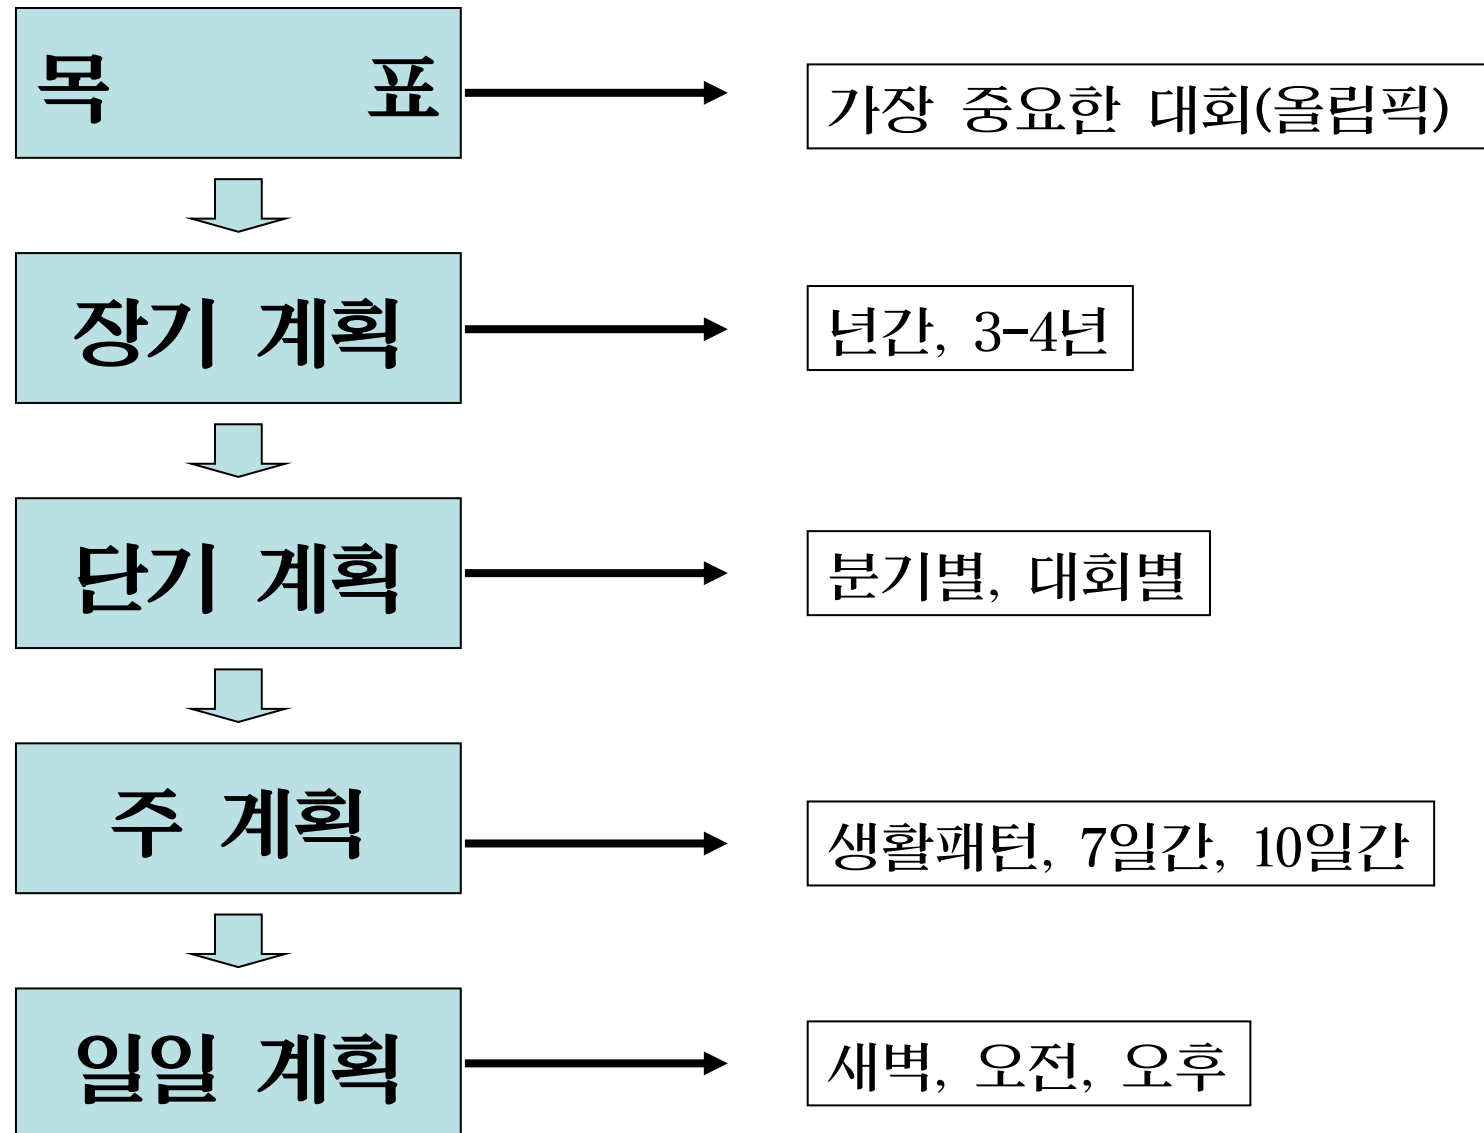 목 표
가장 중요한 대회(올림픽)
장기 계획
년간, 3-4년
단기 계획
분기별, 대회별
주 계획
생활패턴, 7일간, 10일간
일일 계획
새벽, 오전, 오후